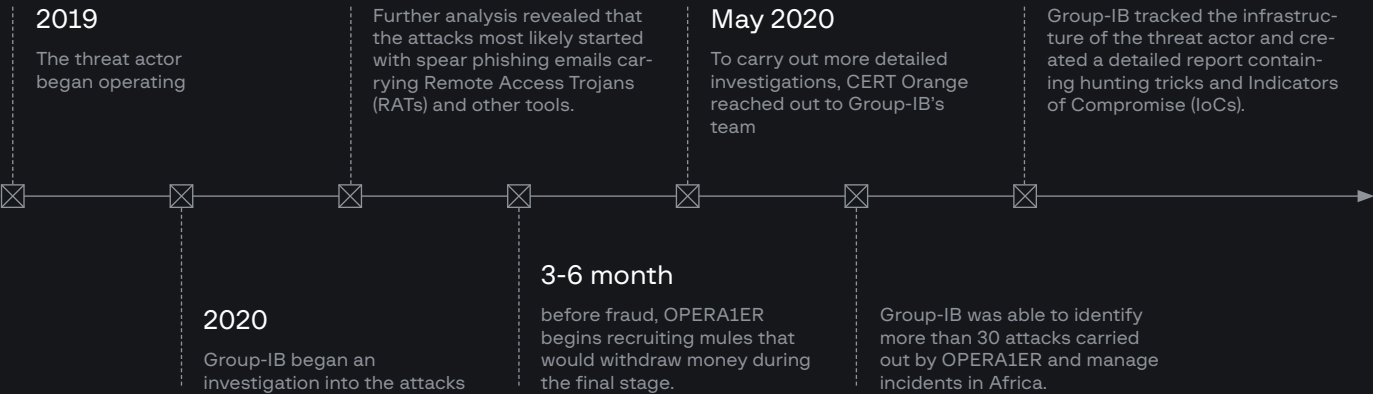 2019
The threat actor
began operating
2020
Group-IB began an
investigation into the attacks
Further analysis revealed that
the attacks most likely started
with spear phishing emails car-
rying Remote Access Trojans
(RATs) and other tools.
3-6 month
before fraud, OPERA1ER
begins recruiting mules that
would withdraw money during
the final stage.
May 2020
To carry out more detailed
investigations, CERT Orange
reached out to Group-IB's
team
Group-IB was able to identify
more than 30 attacks carried
out by OPERA1ER and manage
incidents in Africa.
Group-IB tracked the infrastruc-
ture of the threat actor and cre-
ated a detailed report contain-
ing hunting tricks and Indicators
of Compromise (IoCs).